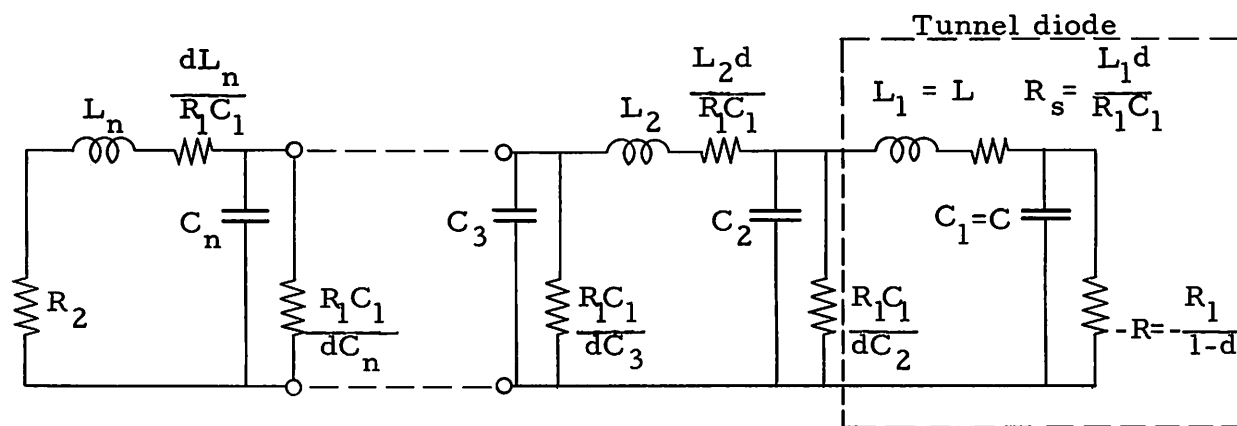 Tunnel diode
L_n
dL_n / R_1C_1
L_2
L_2d / R_1C_1
L_1 = L
R_s = L_1d / R_1C_1
C_n
C_3
C_2
C_1=C
R_2
R_1C_1 / dC_n
R_1C_1 / dC_3
R_1C_1 / dC_2
-R=- R_1 / 1-d